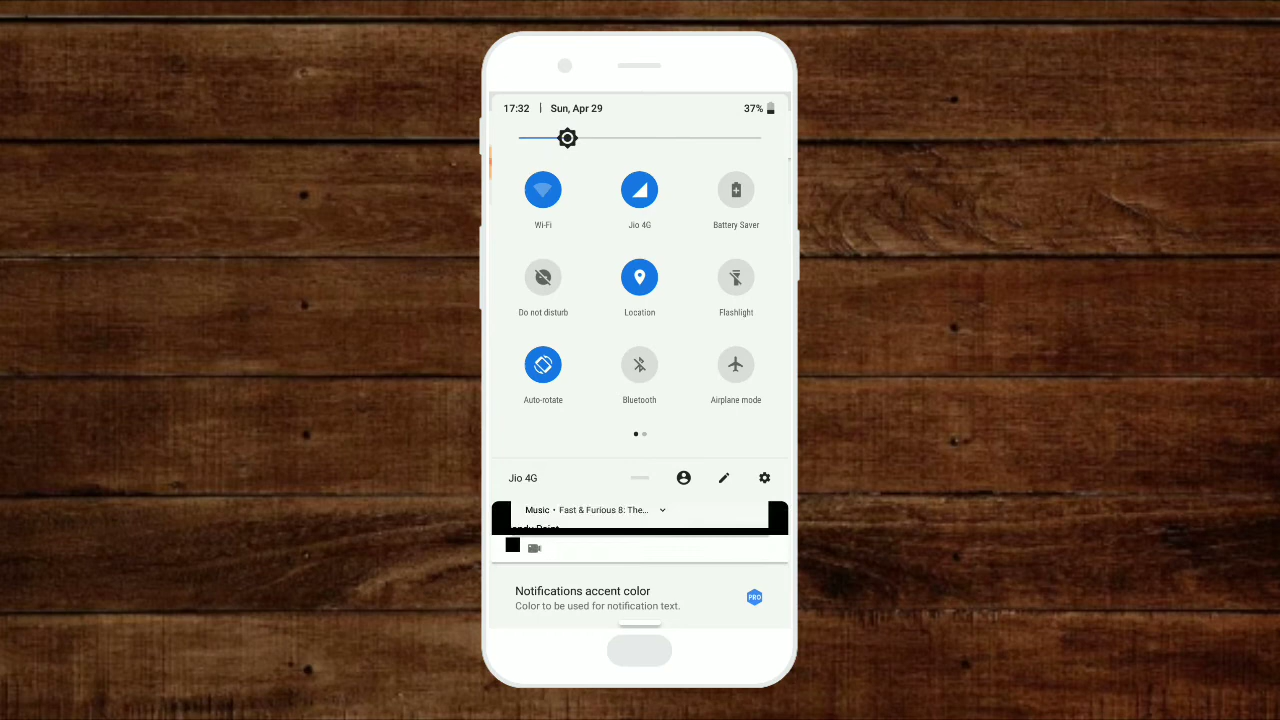 17:32 | Sun, Apr 29 37%
Wi-Fi Jio 4G Battery Saver
Do not disturb Location Flashlight
Auto-rotate Bluetooth Airplane mode
Jio 4G
Music • Fast & Furious 8: The...
Notifications accent color
PRO
Color to be used for notification text.